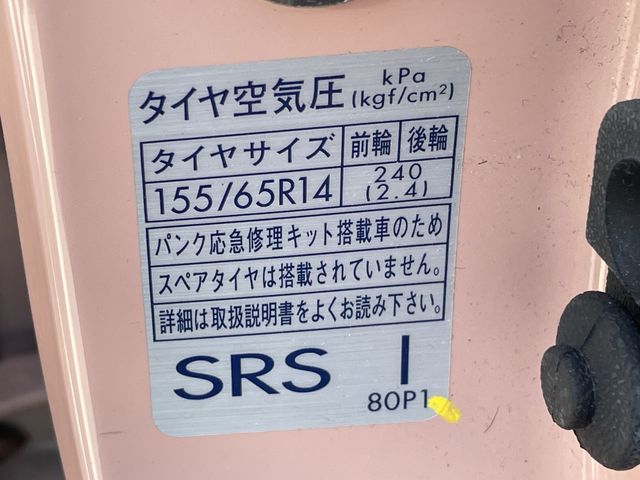 タイヤ空気圧 kPa
(kgf/cm²)
タイヤサイズ 前輪 後輪
155/65R14 240
(2.4)
パンク応急修理キット搭載車のため
スペアタイヤは搭載されていません。
詳細は取扱説明書をよくお読み下さい。
SRS I
80P1